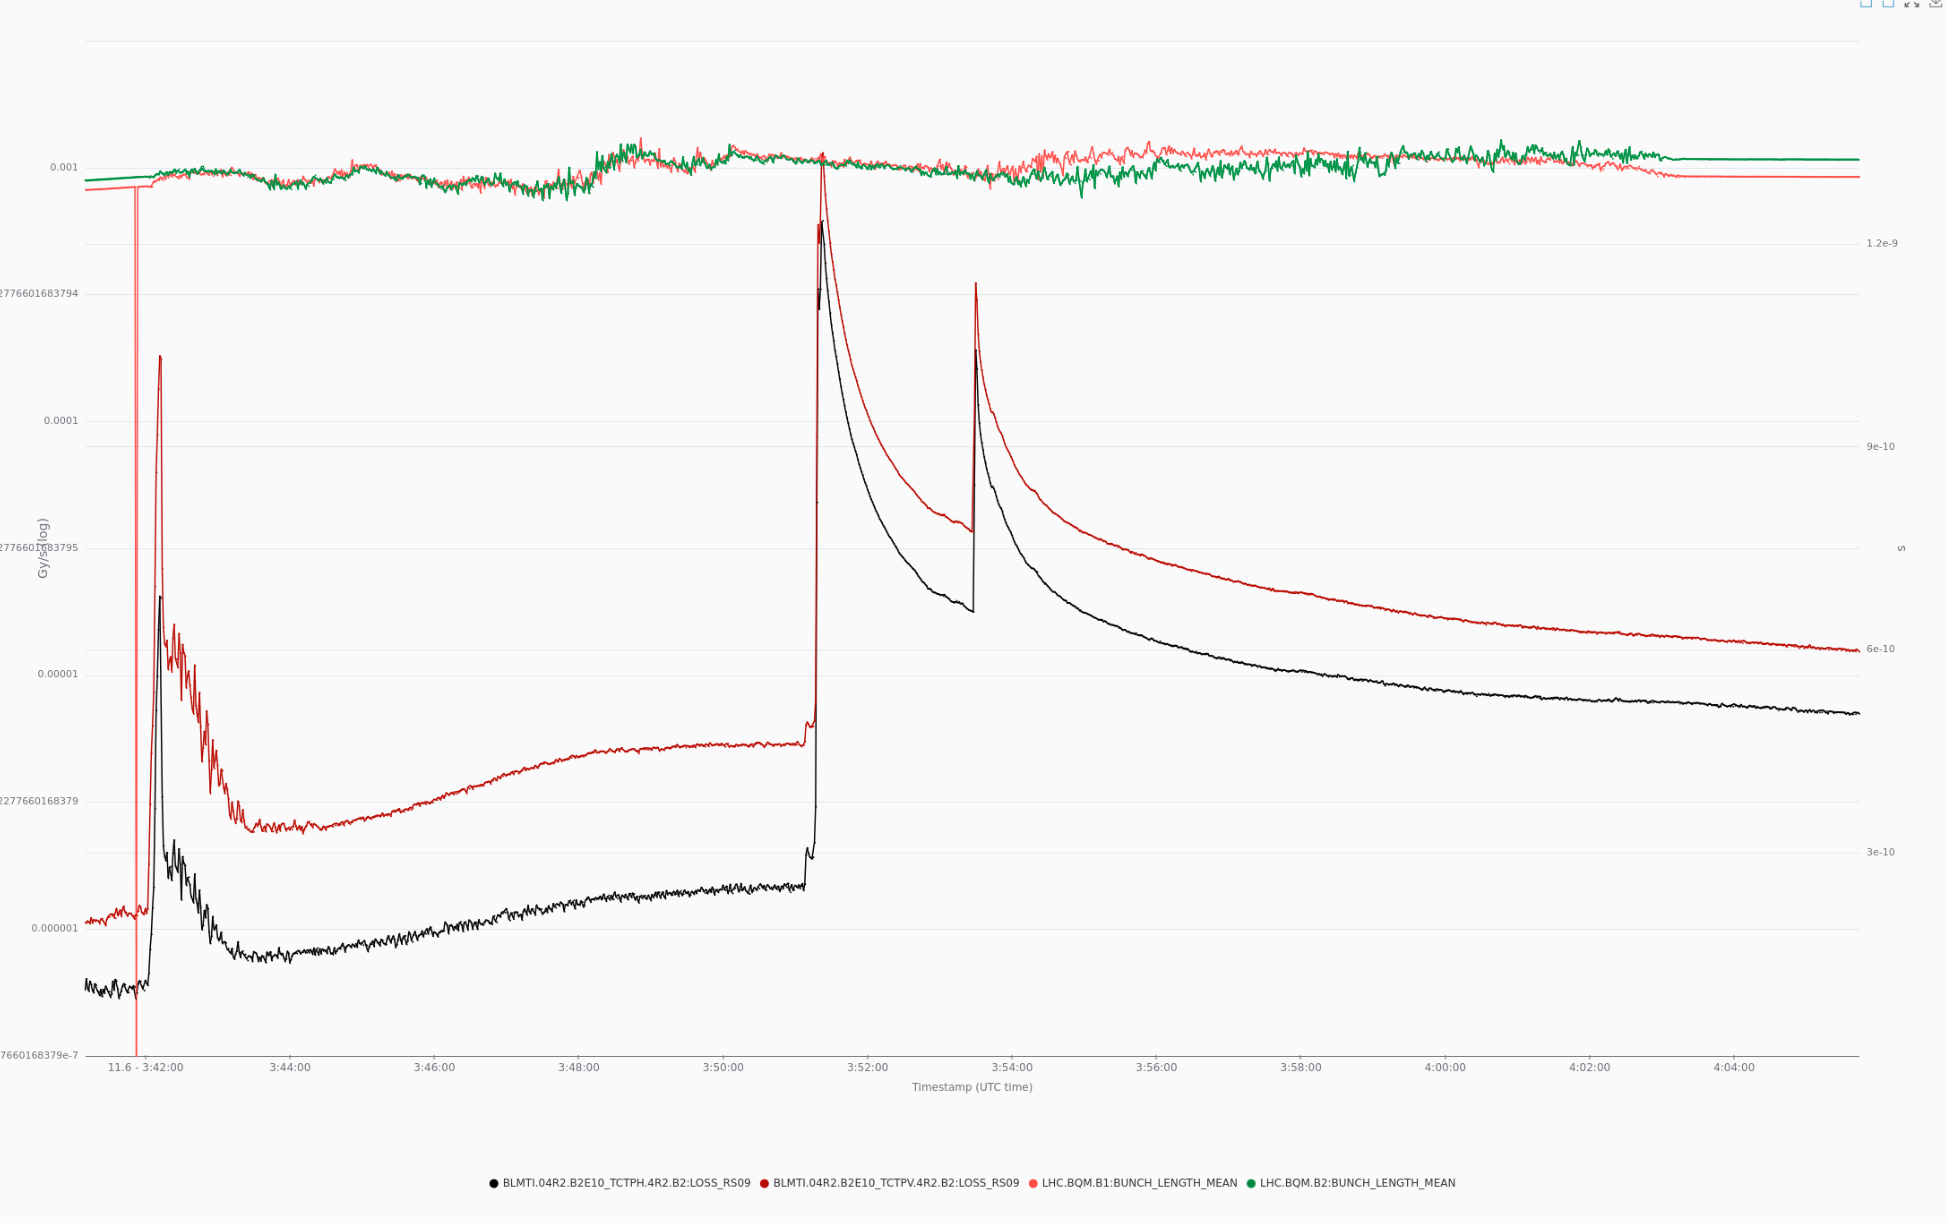 0.001
1.2e-9
2776601683794
0.0001
9e-10
Gy/s (log)
2776601683795
s
0.00001
6e-10
2277660168379
3e-10
0.000001
7660168379e-7
11.6 - 3:42:00 3:44:00 3:46:00 3:48:00 3:50:00 3:52:00 3:54:00 3:56:00 3:58:00 4:00:00 4:02:00 4:04:00
Timestamp (UTC time)
BLMTI.04R2.B2E10_TCTPH.4R2.B2:LOSS_RS09 BLMTI.04R2.B2E10_TCTPV.4R2.B2:LOSS_RS09 LHC.BQM.B1:BUNCH_LENGTH_MEAN LHC.BQM.B2:BUNCH_LENGTH_MEAN